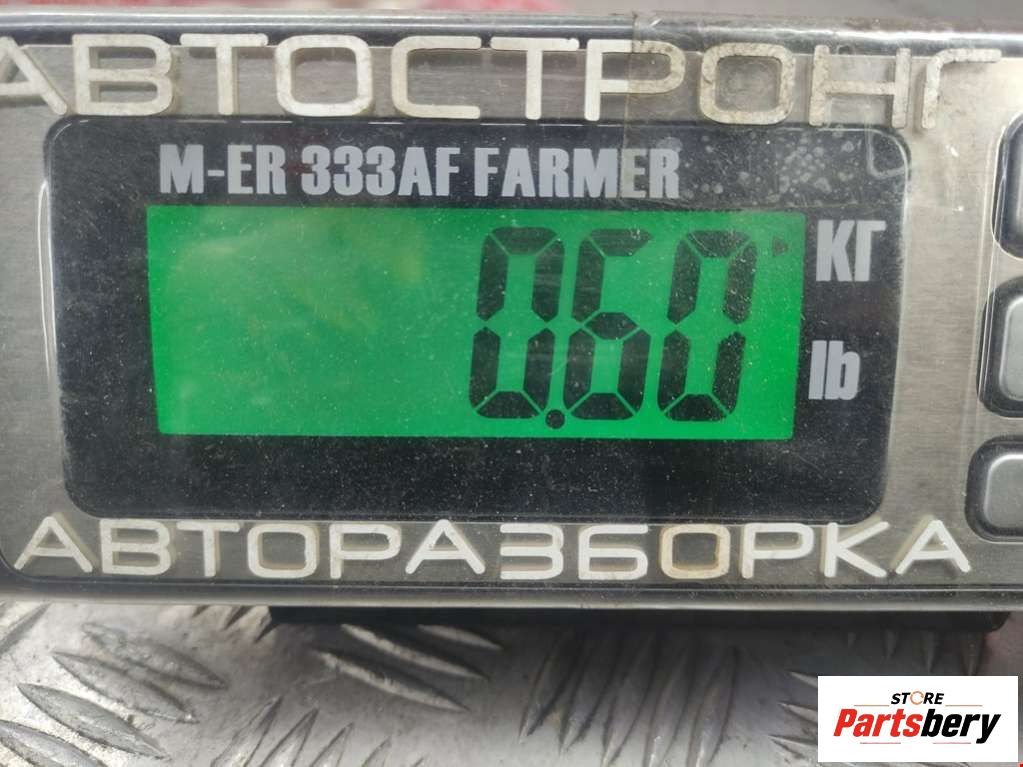 АВТОСТРОНГ
M-ER 333AF FARMER
0.60
КГ
lb
АВТОРАЗБОРКА
STORE
Partsbery